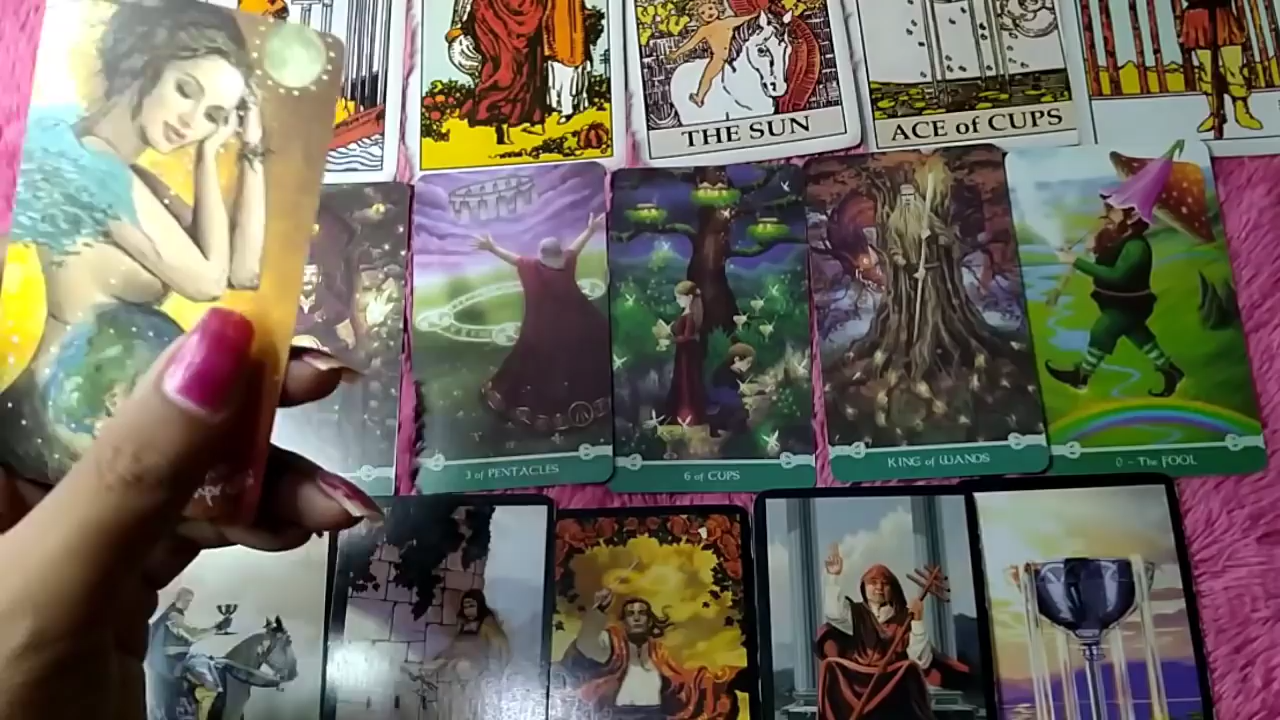 THE SUN
ACE of CUPS
3 of PENTACLES
6 of CUPS
KING of WANDS
0 - The FOOL